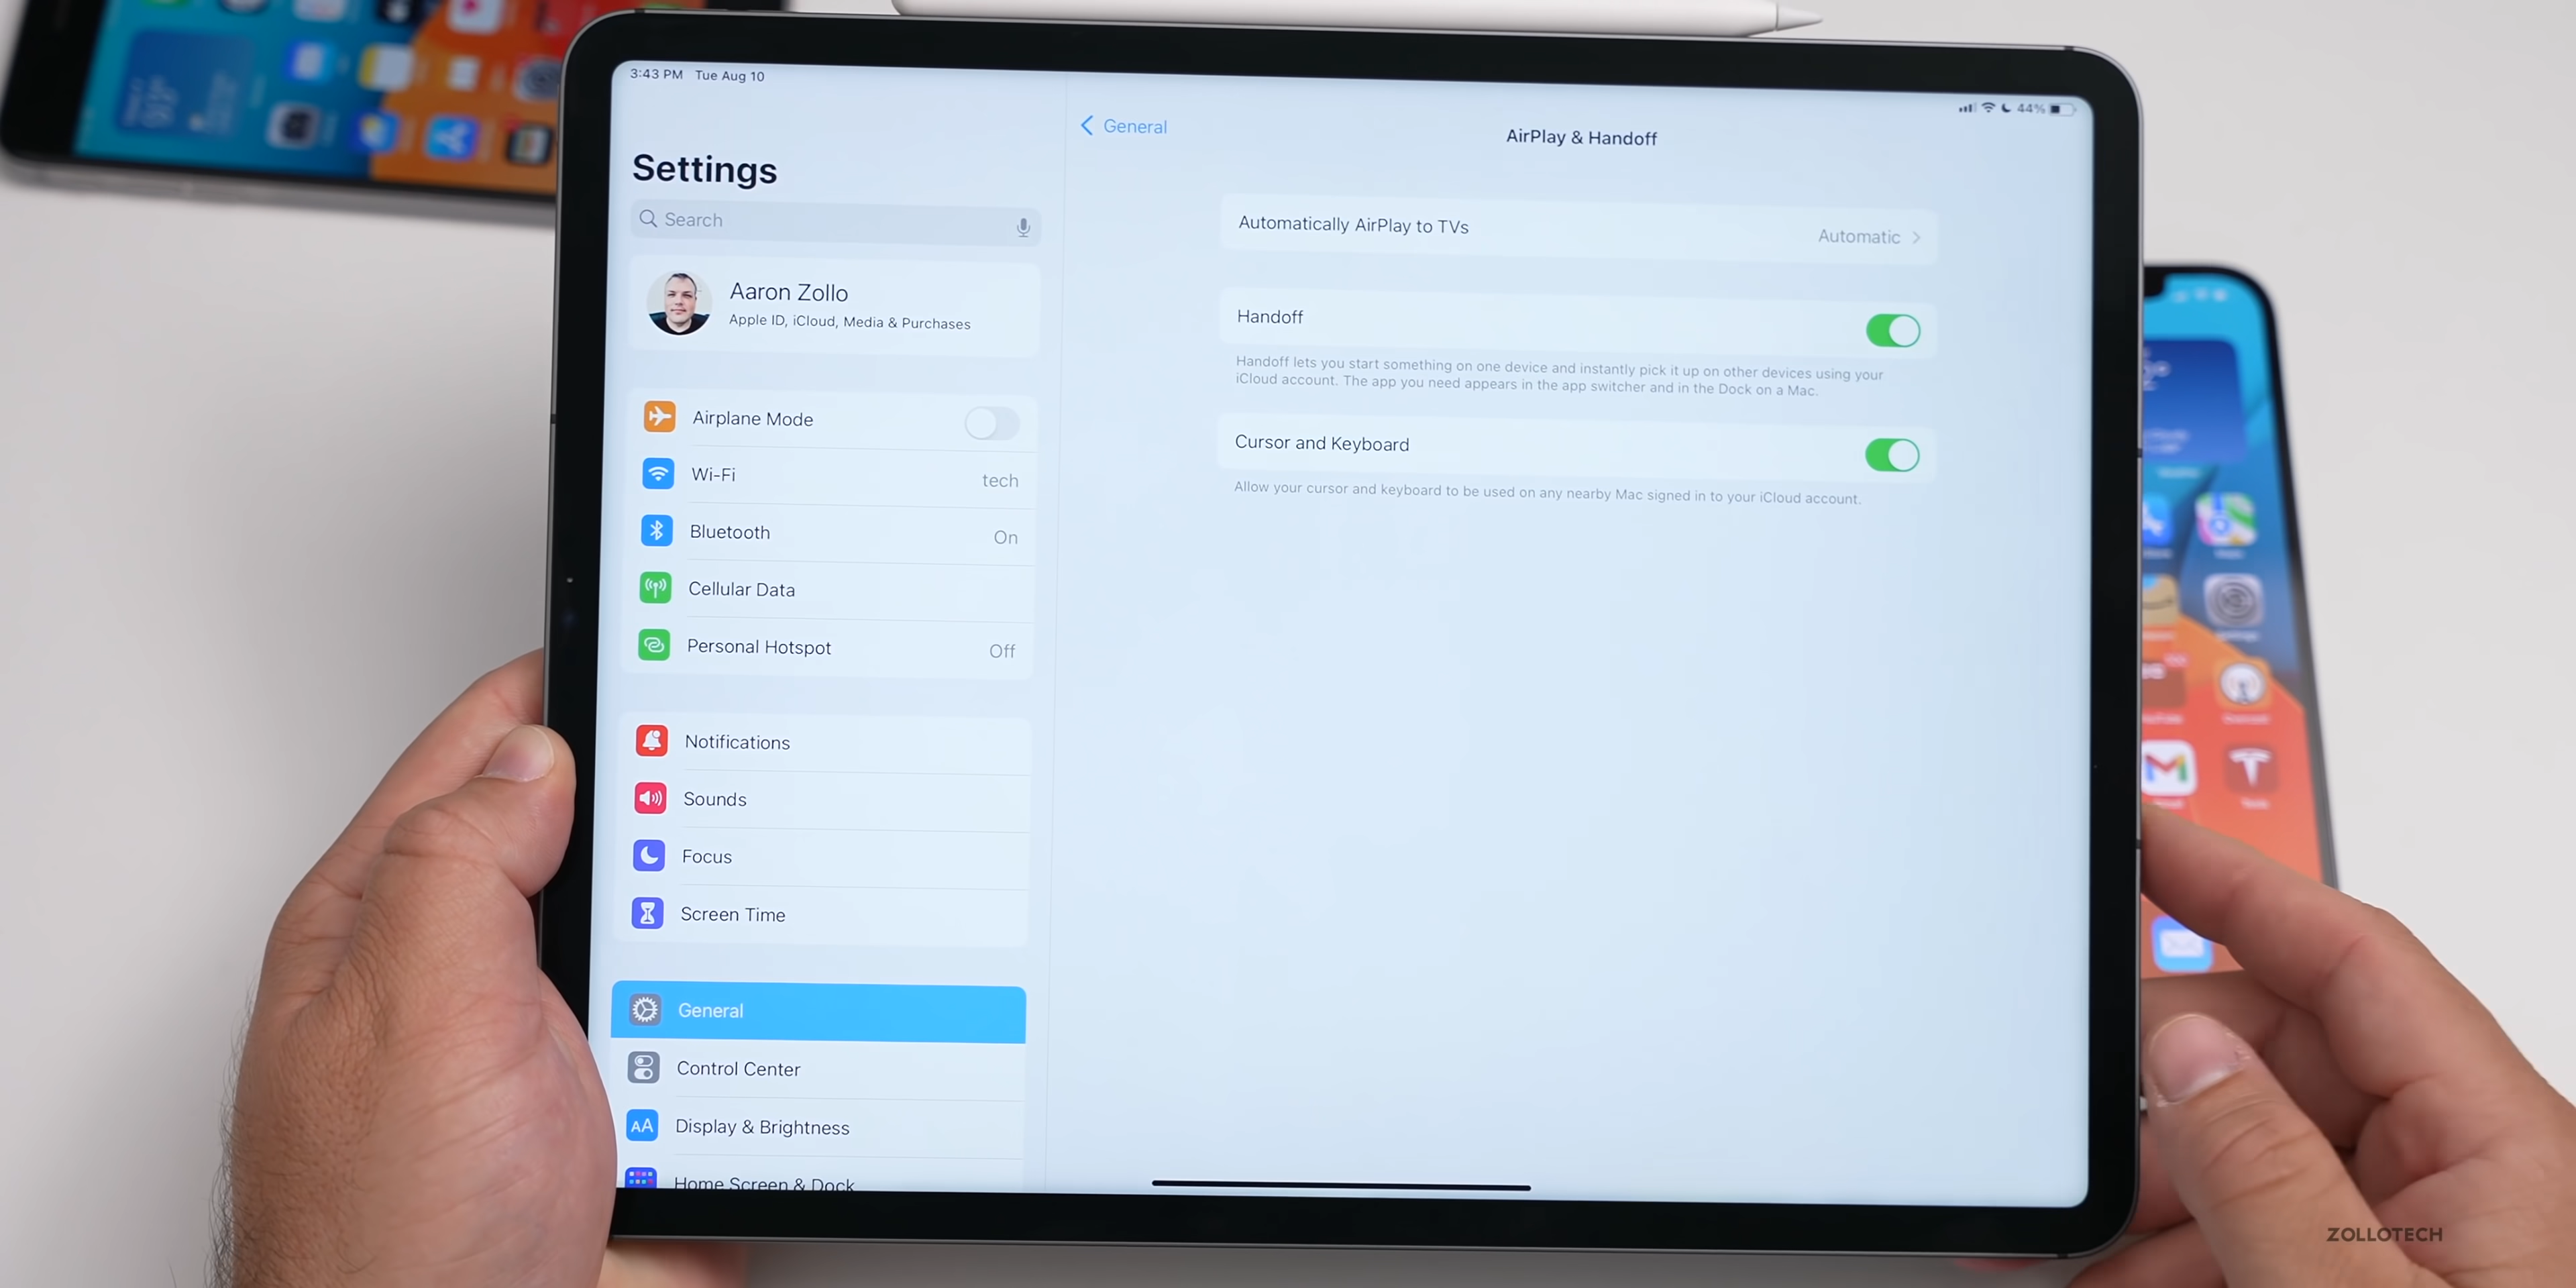 3:43 PM Tue Aug 10
44%
Settings
Search
Aaron Zollo
Apple ID, iCloud, Media & Purchases
Airplane Mode
Wi-Fi tech
Bluetooth On
Cellular Data
Personal Hotspot Off
Notifications
Sounds
Focus
Screen Time
General
Control Center
AA Display & Brightness
Home Screen & Dock
General
AirPlay & Handoff
Automatically AirPlay to TVs Automatic
Handoff
Handoff lets you start something on one device and instantly pick it up on other devices using your
iCloud account. The app you need appears in the app switcher and in the Dock on a Mac.
Cursor and Keyboard
Allow your cursor and keyboard to be used on any nearby Mac signed in to your iCloud account.
ZOLLOTECH